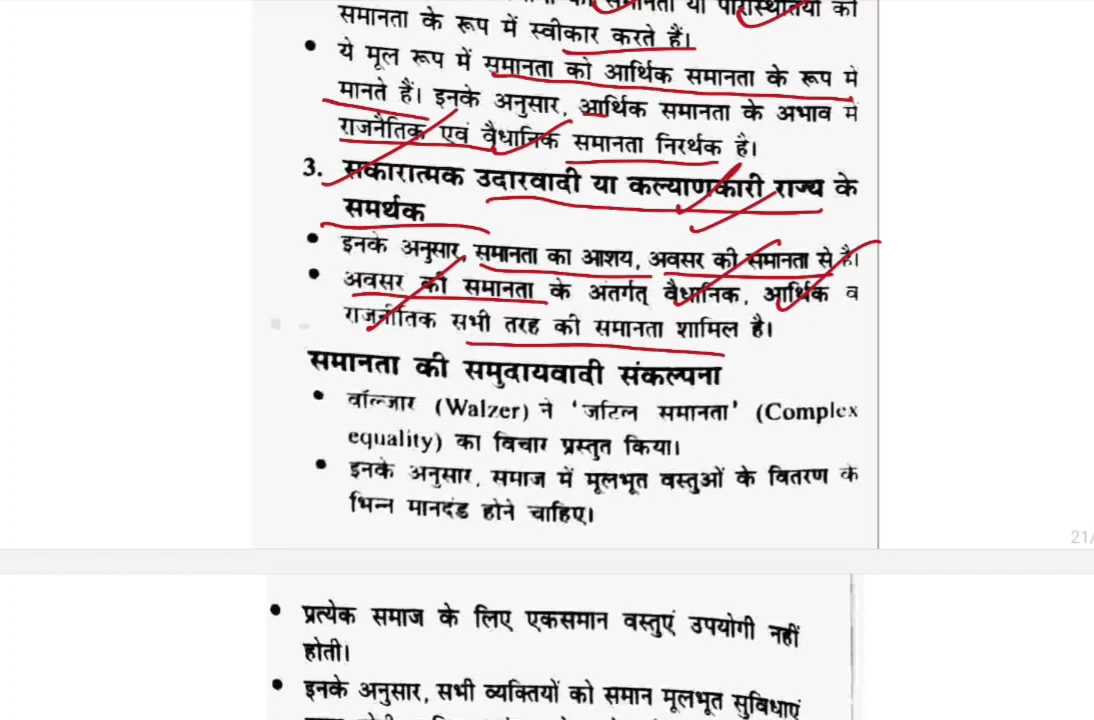 समानता या परिस्थितियों की
समानता के रूप में स्वीकार करते हैं।
• ये मूल रूप में समानता को आर्थिक समानता के रूप में
मानते हैं। इनके अनुसार, आर्थिक समानता के अभाव में
राजनैतिक एवं वैधानिक समानता निरर्थक है।
3. सकारात्मक उदारवादी या कल्याणकारी राज्य के
समर्थक
• इनके अनुसार, समानता का आशय, अवसर की समानता से है।
• अवसर की समानता के अंतर्गत् वैधानिक, आर्थिक व
राजनीतिक सभी तरह की समानता शामिल है।
समानता की समुदायवादी संकल्पना
• वॉल्जार (Walzer) ने ‘जटिल समानता’ (Complex
equality) का विचार प्रस्तुत किया।
• इनके अनुसार, समाज में मूलभूत वस्तुओं के वितरण के
भिन्न मानदंड होने चाहिए।
21/
• प्रत्येक समाज के लिए एकसमान वस्तुएं उपयोगी नहीं
होती।
• इनके अनुसार, सभी व्यक्तियों को समान मूलभूत सुविधाएं